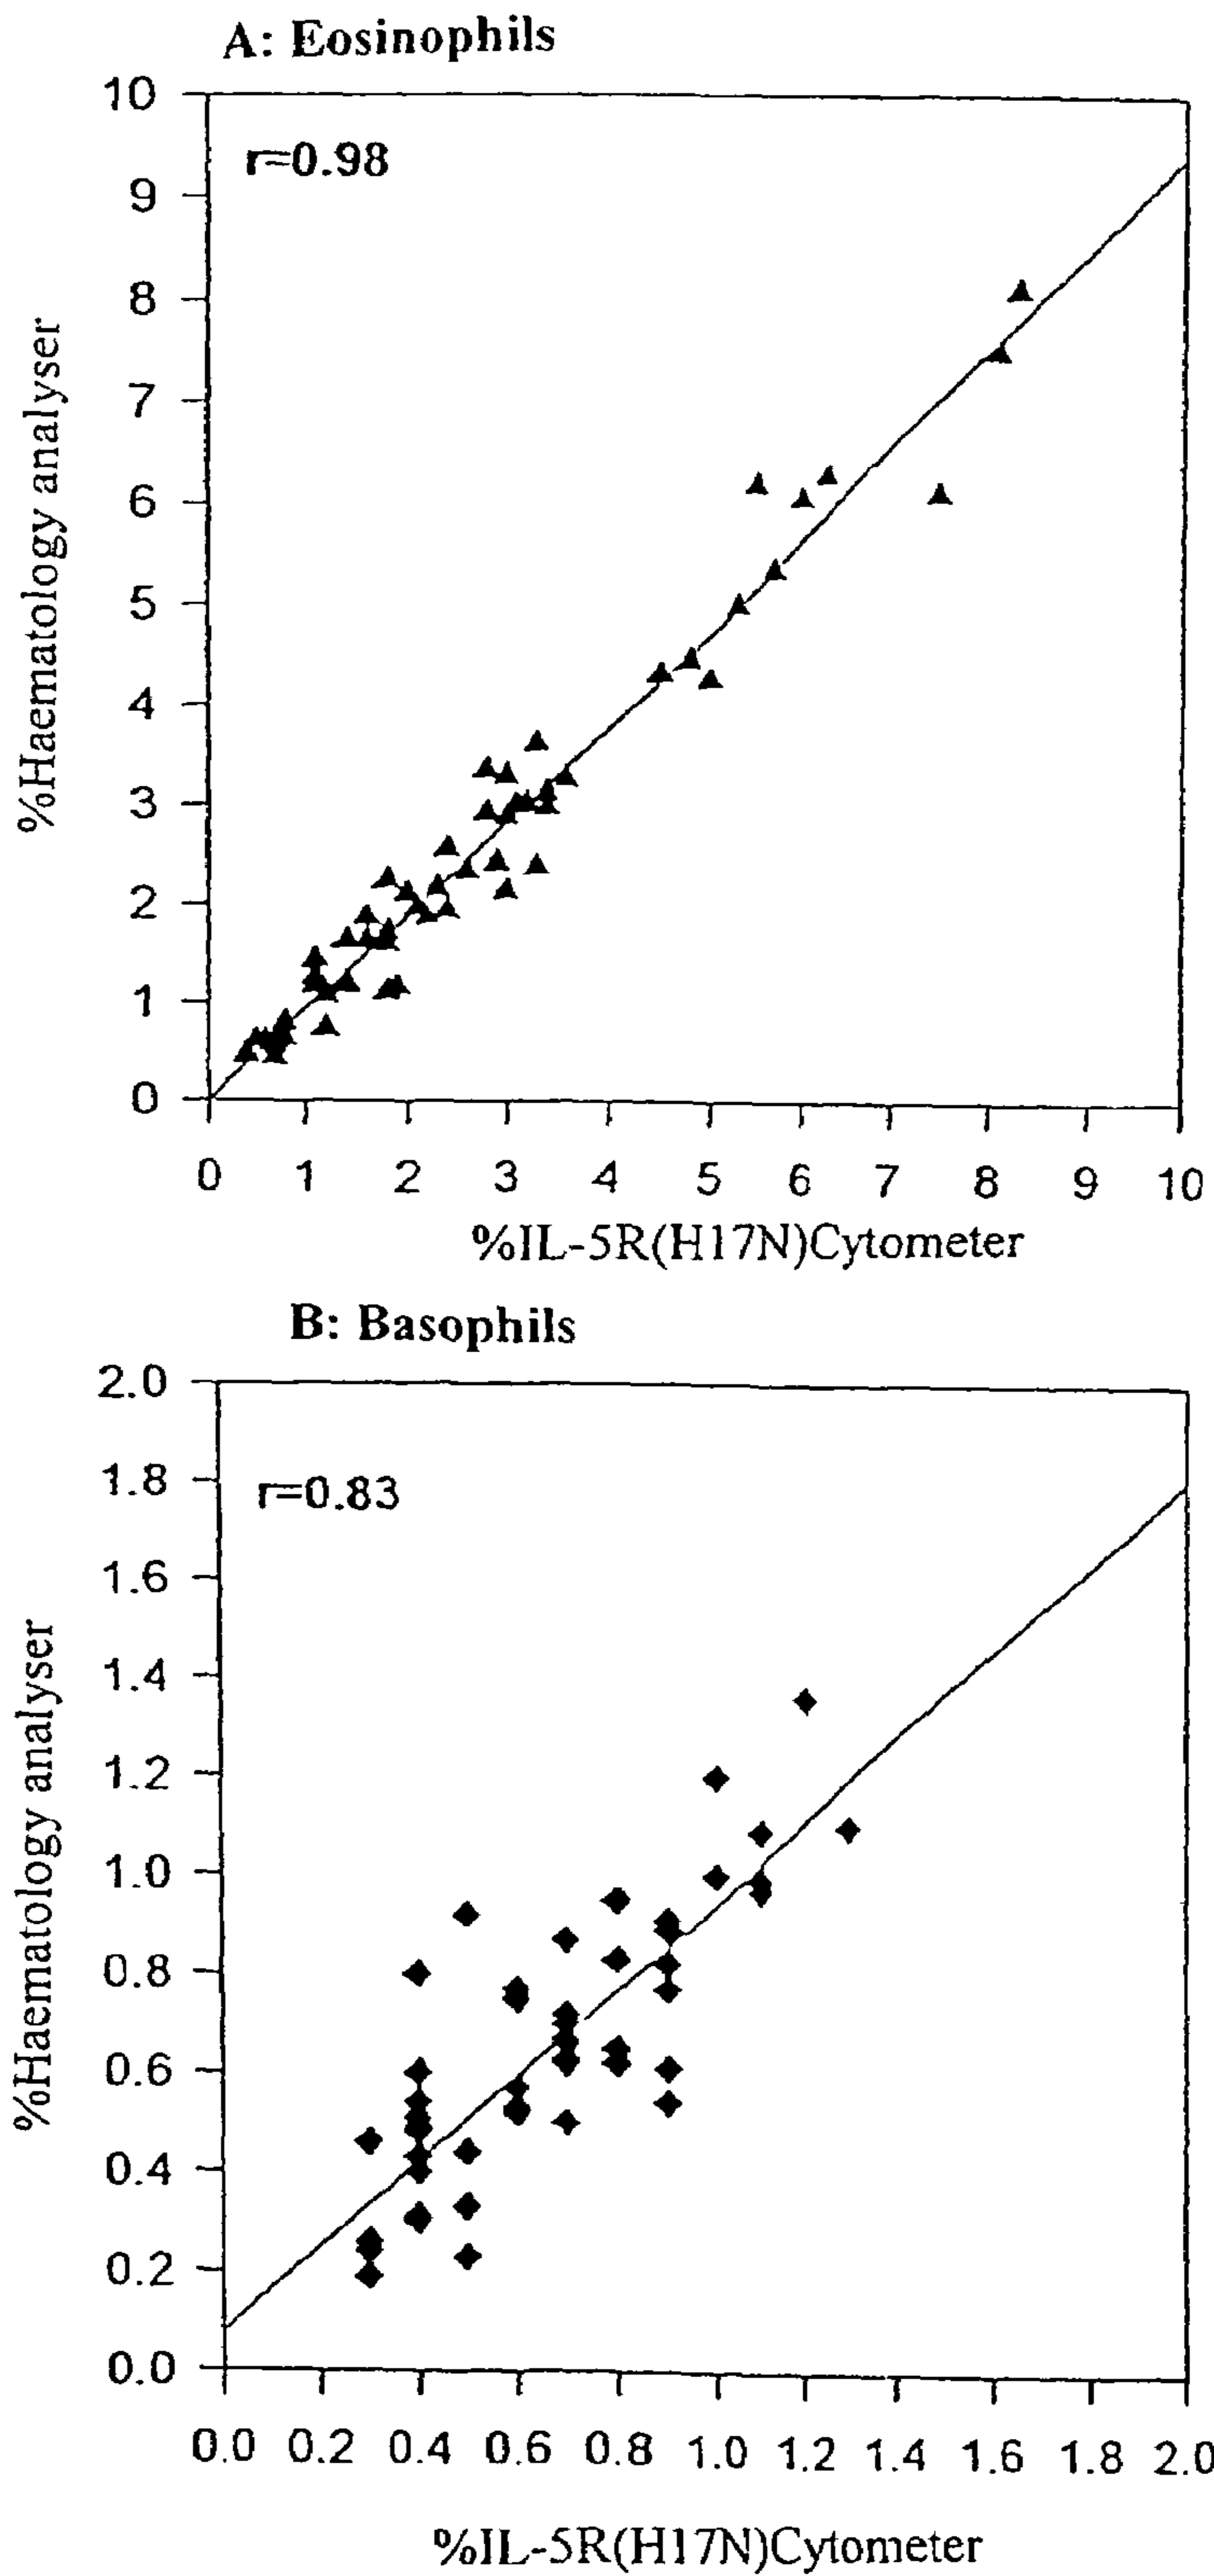 A: Eosinophils
10
r=0.98
9
8
7
6
5
4
3
2
1
0
%Haematology analyser
0 1 2 3 4 5 6 7 8 9 10
%IL-5R(H17N)Cytometer
B: Basophils
2.0
1.8
r=0.83
1.6
1.4
1.2
1.0
0.8
0.6
0.4
0.2
0.0
%Haematology analyser
0.0 0.2 0.4 0.6 0.8 1.0 1.2 1.4 1.6 1.8 2.0
%IL-5R(H17N)Cytometer